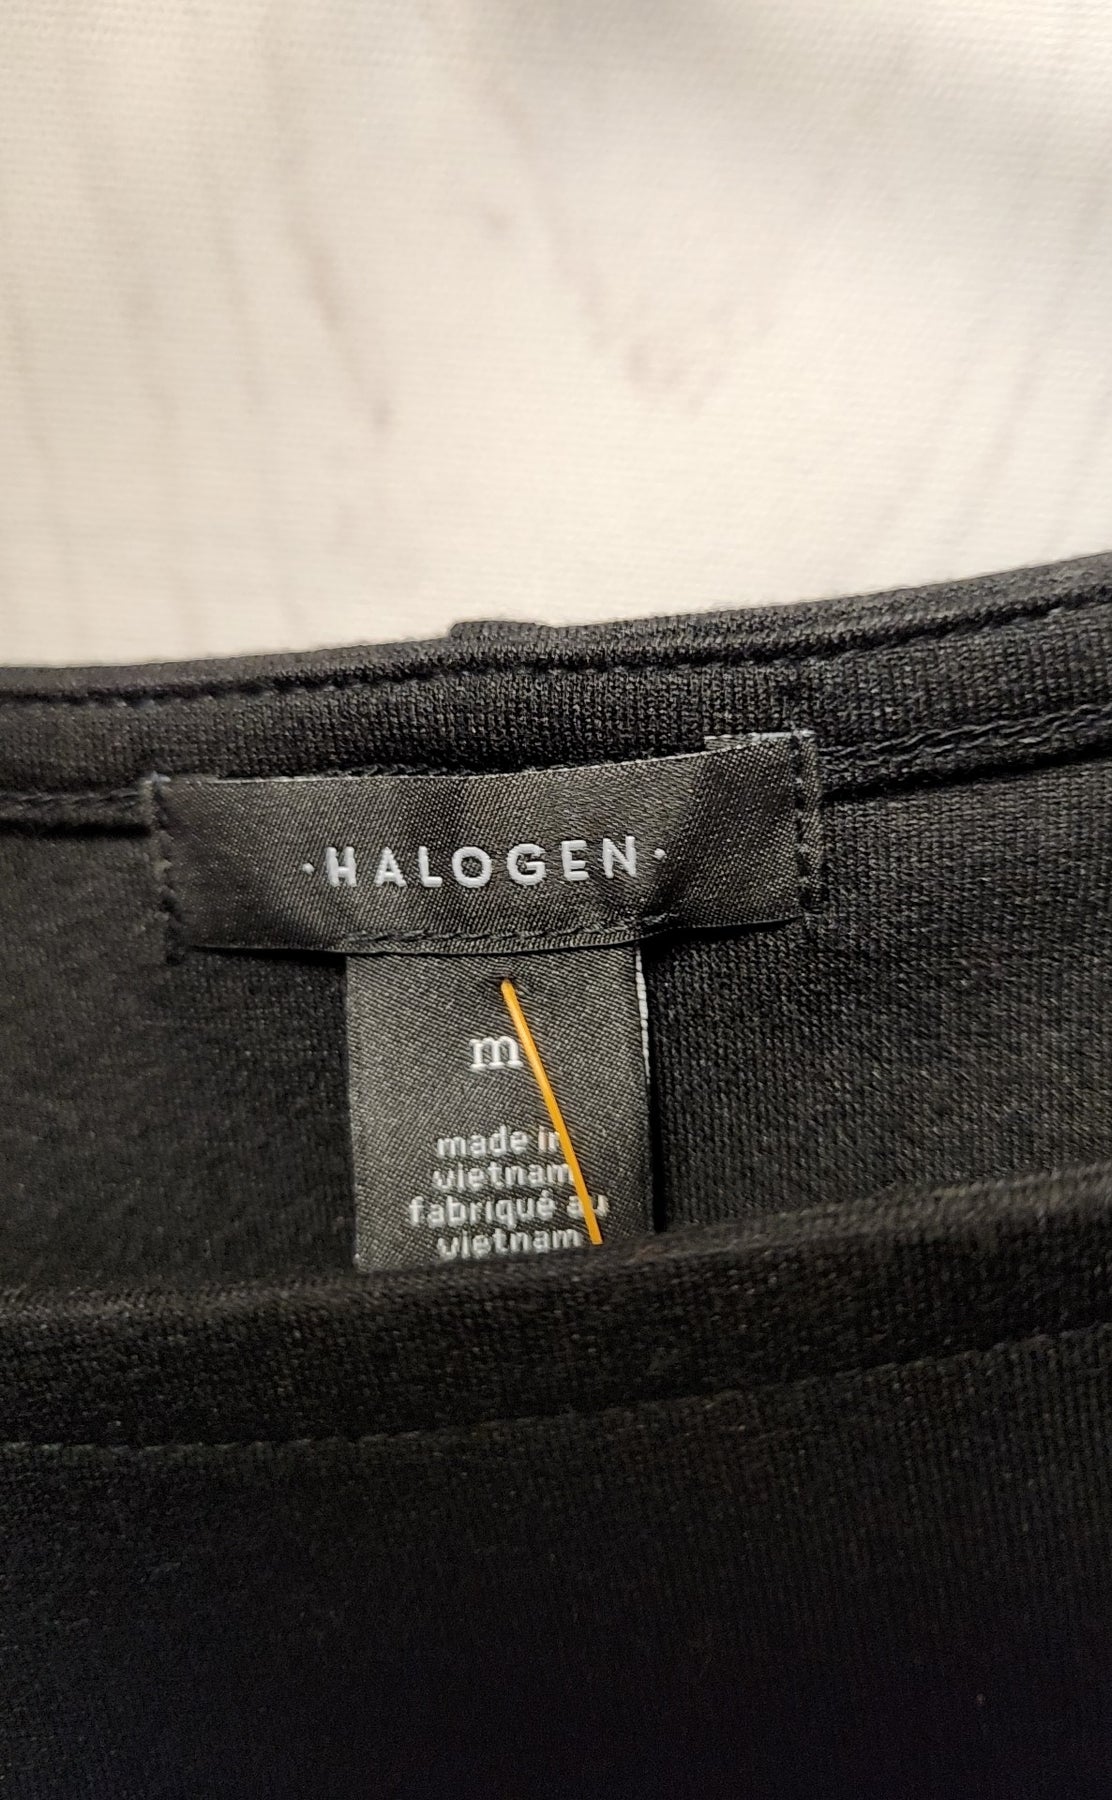 ·HALOGEN·
m
made in
vietnam
fabriqué au
vietnam